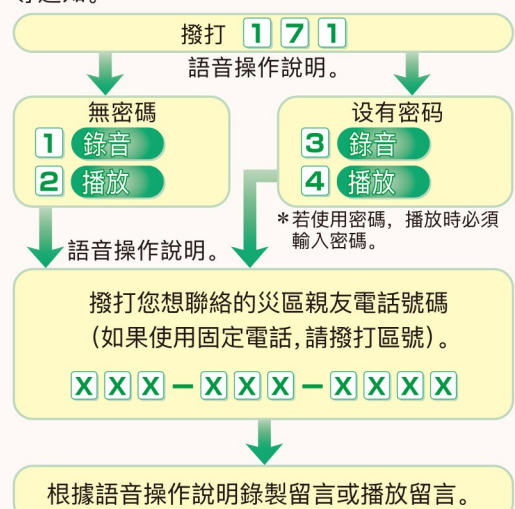 撥打 1 7 1
語音操作說明。
無密碼
1 錄音
2 播放
设有密码
3 錄音
4 播放
*若使用密碼，播放時必須
輸入密碼。
語音操作說明。
撥打您想聯絡的災區親友電話號碼
（如果使用固定電話，請撥打區號）。
XXX－XXX－XXXX
根據語音操作說明錄製留言或播放留言。